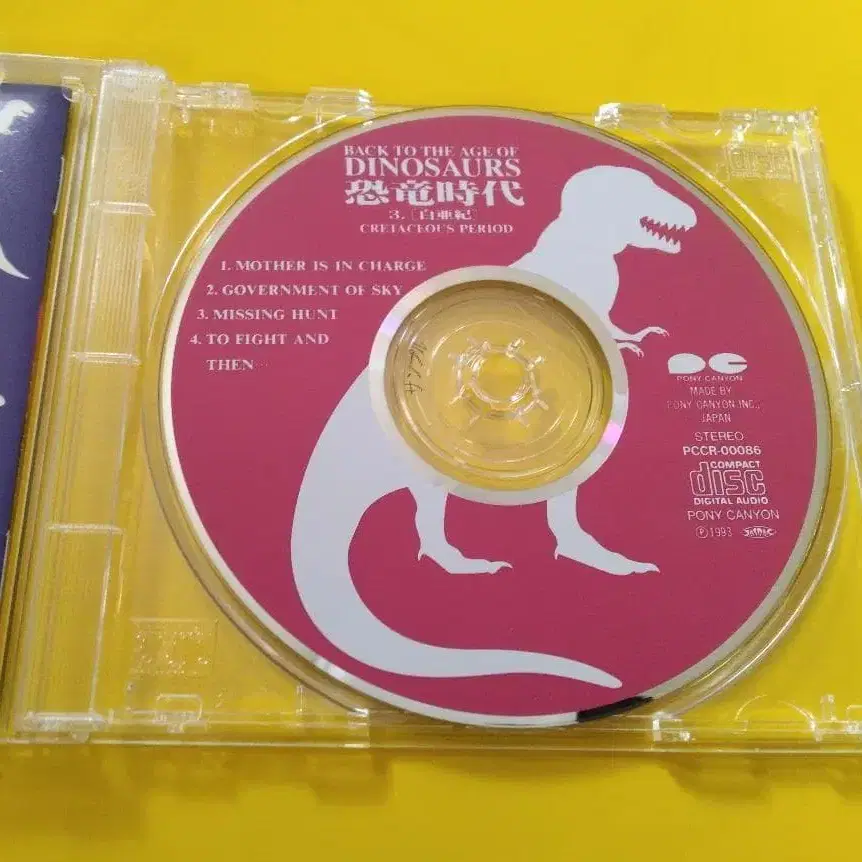 BACK TO THE AGE OF
DINOSAURS
恐竜時代
3.［白亜紀］
CRETACEOUS PERIOD
1. MOTHER IS IN CHARGE
2. GOVERNMENT OF SKY
3. MISSING HUNT
4. TO FIGHT AND
THEN…
PONY CANYON
MADE BY
PONY CANYON INC.,
JAPAN
STEREO
PCCR-00086
COMPACT
disc
DIGITAL AUDIO
PONY CANYON
Ⓟ1993
disc